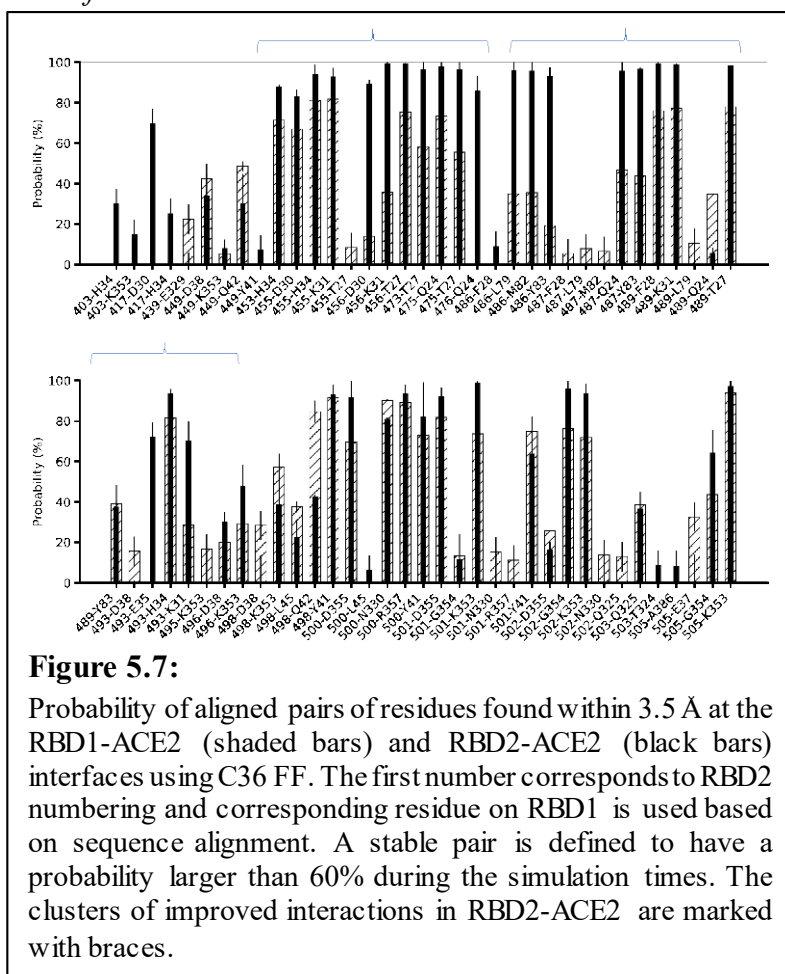 Probability (%)
100
80
60
40
20
0
403-H34
403-K353
417-D30
417-H34
439-E329
449-D38
449-K353
449-Q42
449-Y41
453-H34
455-D30
455-H34
455-K31
455-T27
456-D30
456-K31
456-T27
473-T27
475-Q24
475-T27
476-Q24
486-F28
486-L79
486-M82
486-Y83
487-F28
487-L79
487-M82
487-Q24
487-Y83
489-F28
489-K31
489-L79
489-Q24
489-T27
Probability (%)
100
80
60
40
20
0
489-Y83
493-D38
493-E35
493-H34
493-K31
495-K353
496-D38
496-K353
498-D38
498-K353
498-L45
498-Q42
498-Y41
500-D355
500-L45
500-N330
500-R357
500-Y41
501-D355
501-G354
501-K353
501-N330
501-R357
501-Y41
502-D355
502-G354
502-K353
502-N330
502-Q325
503-Q325
503-T324
505-A386
505-E37
505-G354
505-K353
Figure 5.7:
Probability of aligned pairs of residues found within 3.5 Å at the
RBD1-ACE2 (shaded bars) and RBD2-ACE2 (black bars)
interfaces using C36 FF. The first number corresponds to RBD2
numbering and corresponding residue on RBD1 is used based
on sequence alignment. A stable pair is defined to have a
probability larger than 60% during the simulation times. The
clusters of improved interactions in RBD2-ACE2 are marked
with braces.